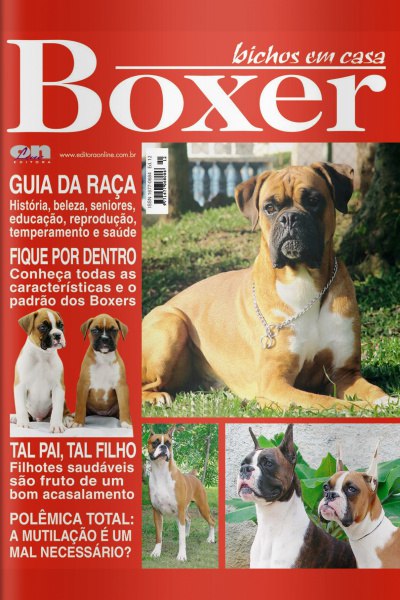 bichos em casa
Boxer
on
EDITORA
www.editoraonline.com.br
GUIA DA RAÇA
História, beleza, seniores,
educação, reprodução,
temperamento e saúde
FIQUE POR DENTRO
Conheça todas as
características e o
padrão dos Boxers
TAL PAI, TAL FILHO
Filhotes saudáveis
são fruto de um
bom acasalamento
POLÊMICA TOTAL:
A MUTILAÇÃO É UM
MAL NECESSÁRIO?